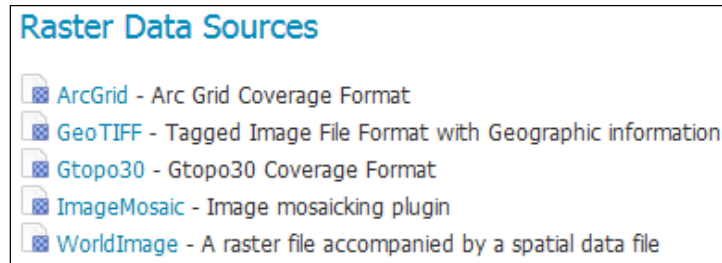 Raster Data Sources
ArcGrid - Arc Grid Coverage Format
GeoTIFF - Tagged Image File Format with Geographic information
Gtopo30 - Gtopo30 Coverage Format
ImageMosaic - Image mosaicking plugin
WorldImage - A raster file accompanied by a spatial data file